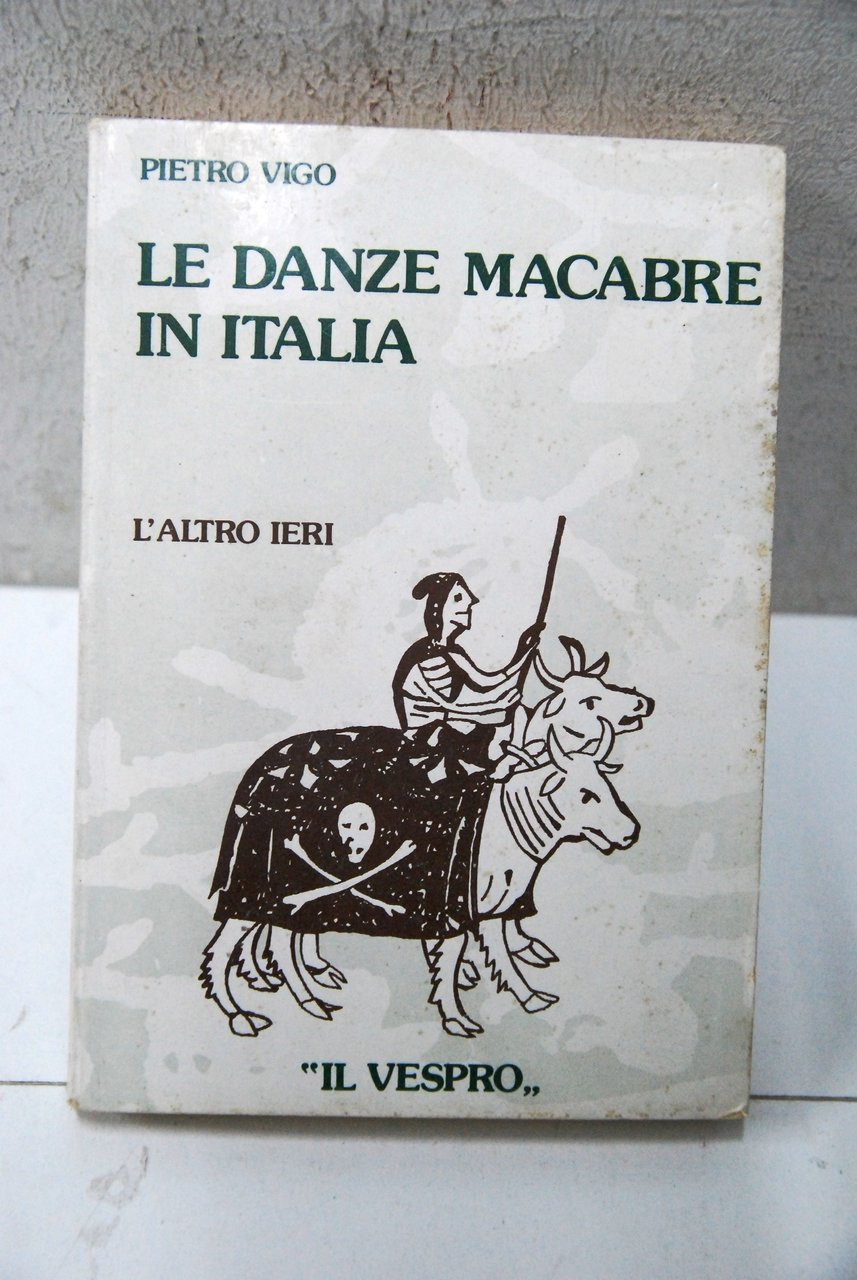 PIETRO VIGO
LE DANZE MACABRE
IN ITALIA
L'ALTRO IERI
“IL VESPRO„